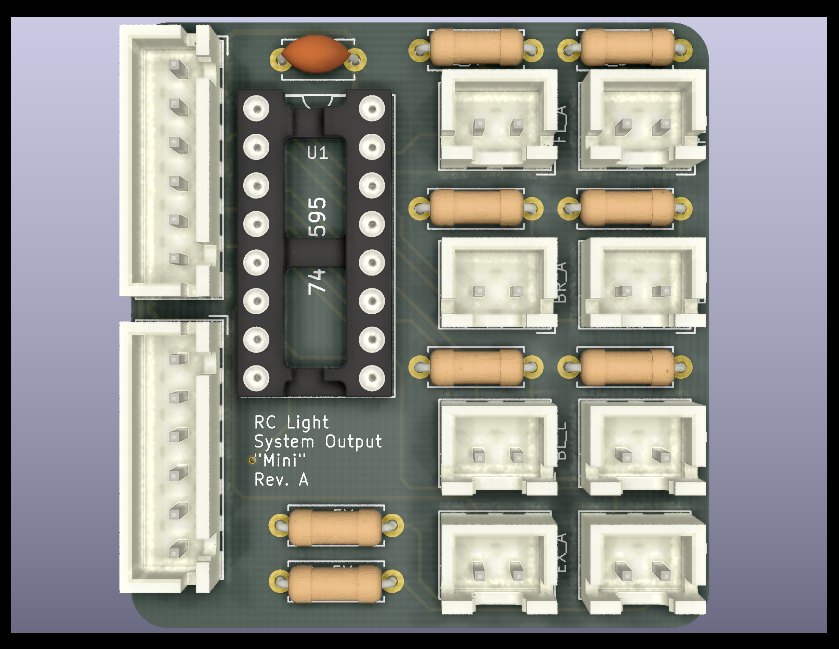 U1
74 595
FL_A
BR_A
BL_L
EX_A
RC Light
System Output
"Mini"
Rev. A